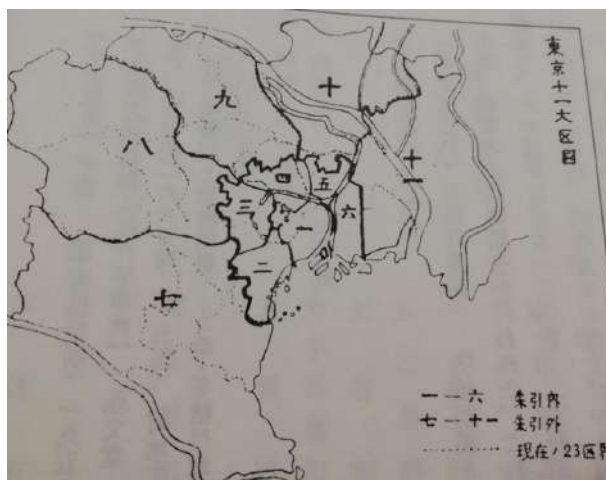 東京十一大区図
十
九
八
十一
四
五
三
六
一
二
七
一—六 朱引内
七—十一 朱引外
現在ノ23区界